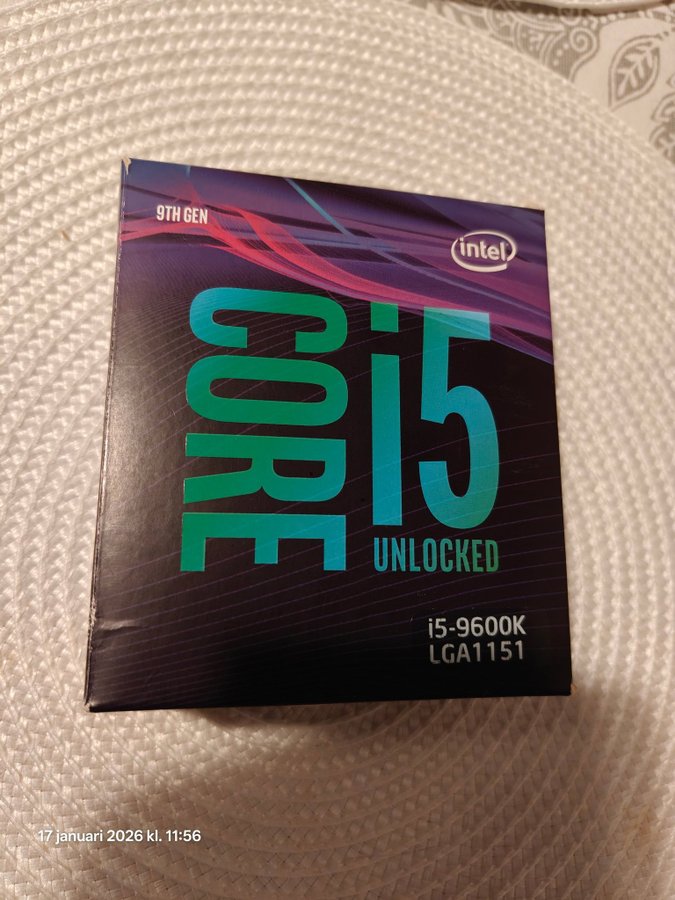 9TH GEN
intel
CORE
i5
UNLOCKED
i5-9600K
LGA1151
17 januari 2026 kl. 11:56